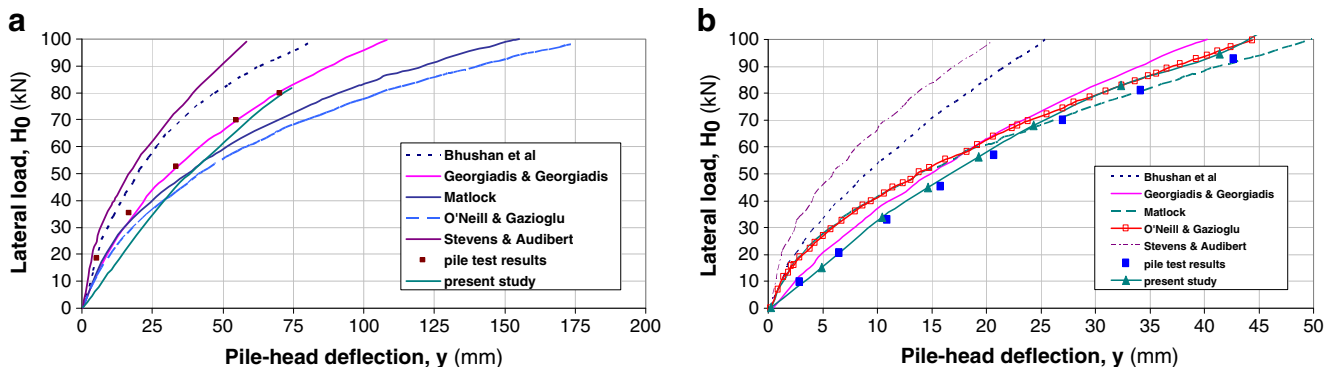 a
Lateral load, H0 (kN)
100
90
80
70
60
50
40
30
20
10
0
0 25 50 75 100 125 150 175 200
Pile-head deflection, y (mm)
Bhushan et al
Georgiadis & Georgiadis
Matlock
O'Neill & Gazioglu
Stevens & Audibert
pile test results
present study
b
Lateral load, H0 (kN)
100
90
80
70
60
50
40
30
20
10
0
0 5 10 15 20 25 30 35 40 45 50
Pile-head deflection, y (mm)
Bhushan et al
Georgiadis & Georgiadis
Matlock
O'Neill & Gazioglu
Stevens & Audibert
pile test results
present study